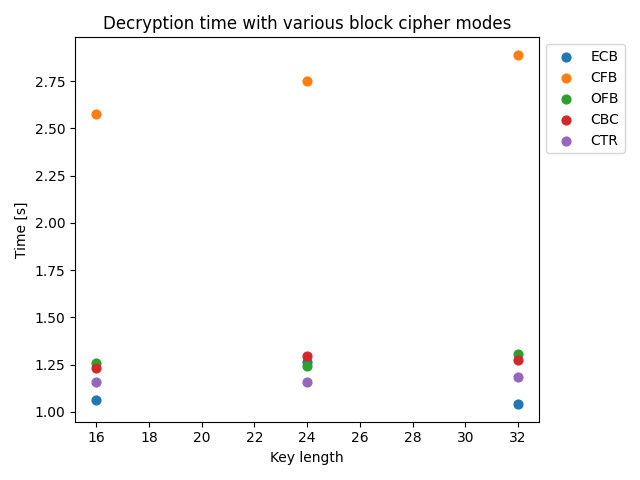 Decryption time with various block cipher modes
ECB
CFB
OFB
CBC
CTR
2.75
2.50
2.25
2.00
1.75
1.50
1.25
1.00
Time [s]
16
18
20
22
24
26
28
30
32
Key length